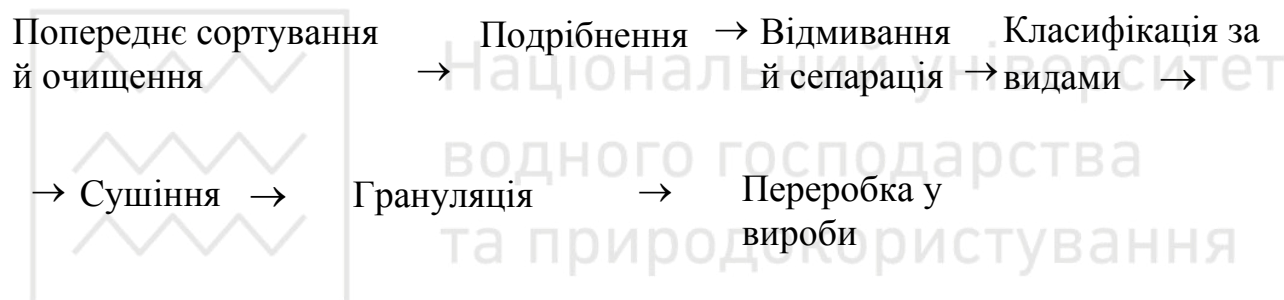 Попереднє сортування й очищення → Подрібнення → Відмивання й сепарація → Класифікація за видами →
→ Сушіння → Грануляція → Переробка у вироби
Національний університет
водного господарства
та природокористування